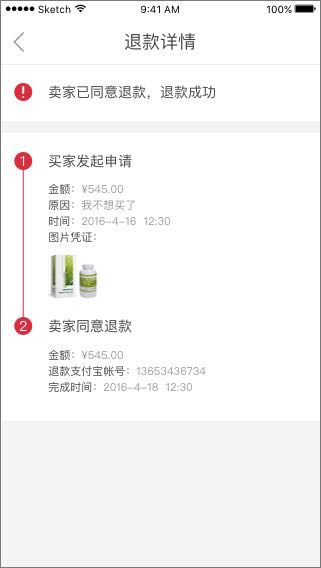 Sketch 9:41 AM 100%
退款详情
卖家已同意退款，退款成功
1 买家发起申请
金额：¥545.00
原因：我不想买了
时间：2016-4-16 12:30
图片凭证：
2 卖家同意退款
金额：¥545.00
退款支付宝帐号：13653436734
完成时间：2016-4-18 12:30